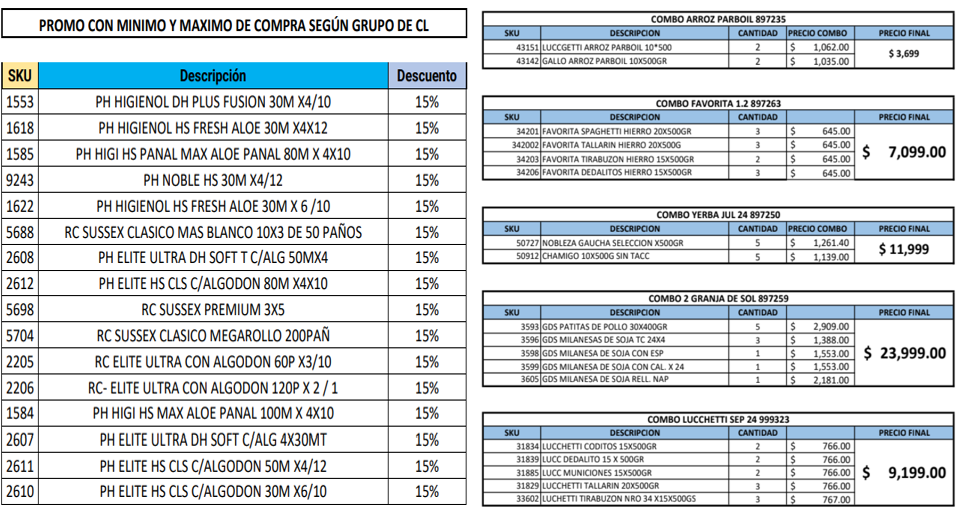 PROMO CON MINIMO Y MAXIMO DE COMPRA SEGÚN GRUPO DE CL
SKU Descripción Descuento
1553 PH HIGIENOL DH PLUS FUSION 30M X4/10 15%
1618 PH HIGIENOL HS FRESH ALOE 30M X4X12 15%
1585 PH HIGI HS PANAL MAX ALOE PANAL 80M X 4X10 15%
9243 PH NOBLE HS 30M X4/12 15%
1622 PH HIGIENOL HS FRESH ALOE 30M X 6 /10 15%
5688 RC SUSSEX CLASICO MAS BLANCO 10X3 DE 50 PAÑOS 15%
2608 PH ELITE ULTRA DH SOFT T C/ALG 50MX4 15%
2612 PH ELITE HS CLS C/ALGODON 80M X4X10 15%
5698 RC SUSSEX PREMIUM 3X5 15%
5704 RC SUSSEX CLASICO MEGAROLLO 200PAÑ 15%
2205 RC ELITE ULTRA CON ALGODON 60P X3/10 15%
2206 RC- ELITE ULTRA CON ALGODON 120P X 2 / 1 15%
1584 PH HIGI HS MAX ALOE PANAL 100M X 4X10 15%
2607 PH ELITE ULTRA DH SOFT C/ALG 4X30MT 15%
2611 PH ELITE HS CLS C/ALGODON 50M X4/12 15%
2610 PH ELITE HS CLS C/ALGODON 30M X6/10 15%
COMBO ARROZ PARBOIL 897235
SKU DESCRIPCION CANTIDAD PRECIO COMBO PRECIO FINAL
43151 LUCCGETTI ARROZ PARBOIL 10*500 2 $ 1,062.00
43142 GALLO ARROZ PARBOIL 10X500GR 2 $ 1,035.00
$ 3,699
COMBO FAVORITA 1.2 897263
SKU DESCRIPCION CANTIDAD PRECIO FINAL
34201 FAVORITA SPAGHETTI HIERRO 20X500GR 3 $ 645.00
342002 FAVORITA TALLARIN HIERRO 20X500G 3 $ 645.00
34203 FAVORITA TIRABUZON HIERRO 15X500GR 2 $ 645.00
34206 FAVORITA DEDALITOS HIERRO 15X500GR 3 $ 645.00
$ 7,099.00
COMBO YERBA JUL 24 897250
SKU DESCRIPCION CANTIDAD PRECIO COMBO PRECIO FINAL
50727 NOBLEZA GAUCHA SELECCION X500GR 5 $ 1,261.40
50912 CHAMIGO 10X500G SIN TACC 5 $ 1,139.00
$ 11,999
COMBO 2 GRANJA DE SOL 897259
SKU DESCRIPCION CANTIDAD PRECIO FINAL
3593 GDS PATITAS DE POLLO 30X400GR 5 $ 2,909.00
3596 GDS MILANESAS DE SOJA TC 24X4 3 $ 1,388.00
3598 GDS MILANESA DE SOJA CON ESP 1 $ 1,553.00
3599 GDS MILANESA DE SOJA CON CAL. X 24 1 $ 1,553.00
3605 GDS MILANESA DE SOJA RELL. NAP 1 $ 2,181.00
$ 23,999.00
COMBO LUCCHETTI SEP 24 999323
SKU DESCRIPCION CANTIDAD PRECIO FINAL
31834 LUCCHETTI CODITOS 15X500GR 2 $ 766.00
31839 LUCC DEDALITO 15 X 500GR 2 $ 766.00
31885 LUCC MUNICIONES 15X500GR 2 $ 766.00
31829 LUCCHETTI TALLARIN 20X500GR 3 $ 766.00
33602 LUCHETTI TIRABUZON NRO 34 X15X500GS 3 $ 767.00
$ 9,199.00